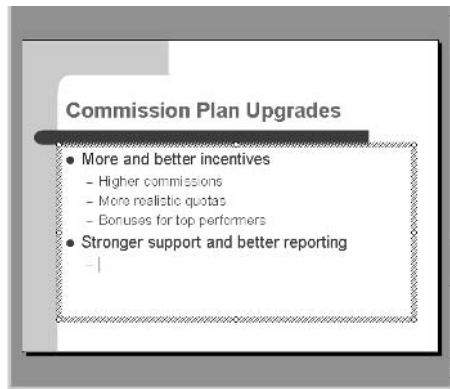 Commission Plan Upgrades
• More and better incentives
– Higher commissions
– More realistic quotas
– Bonuses for top performers
• Stronger support and better reporting
–